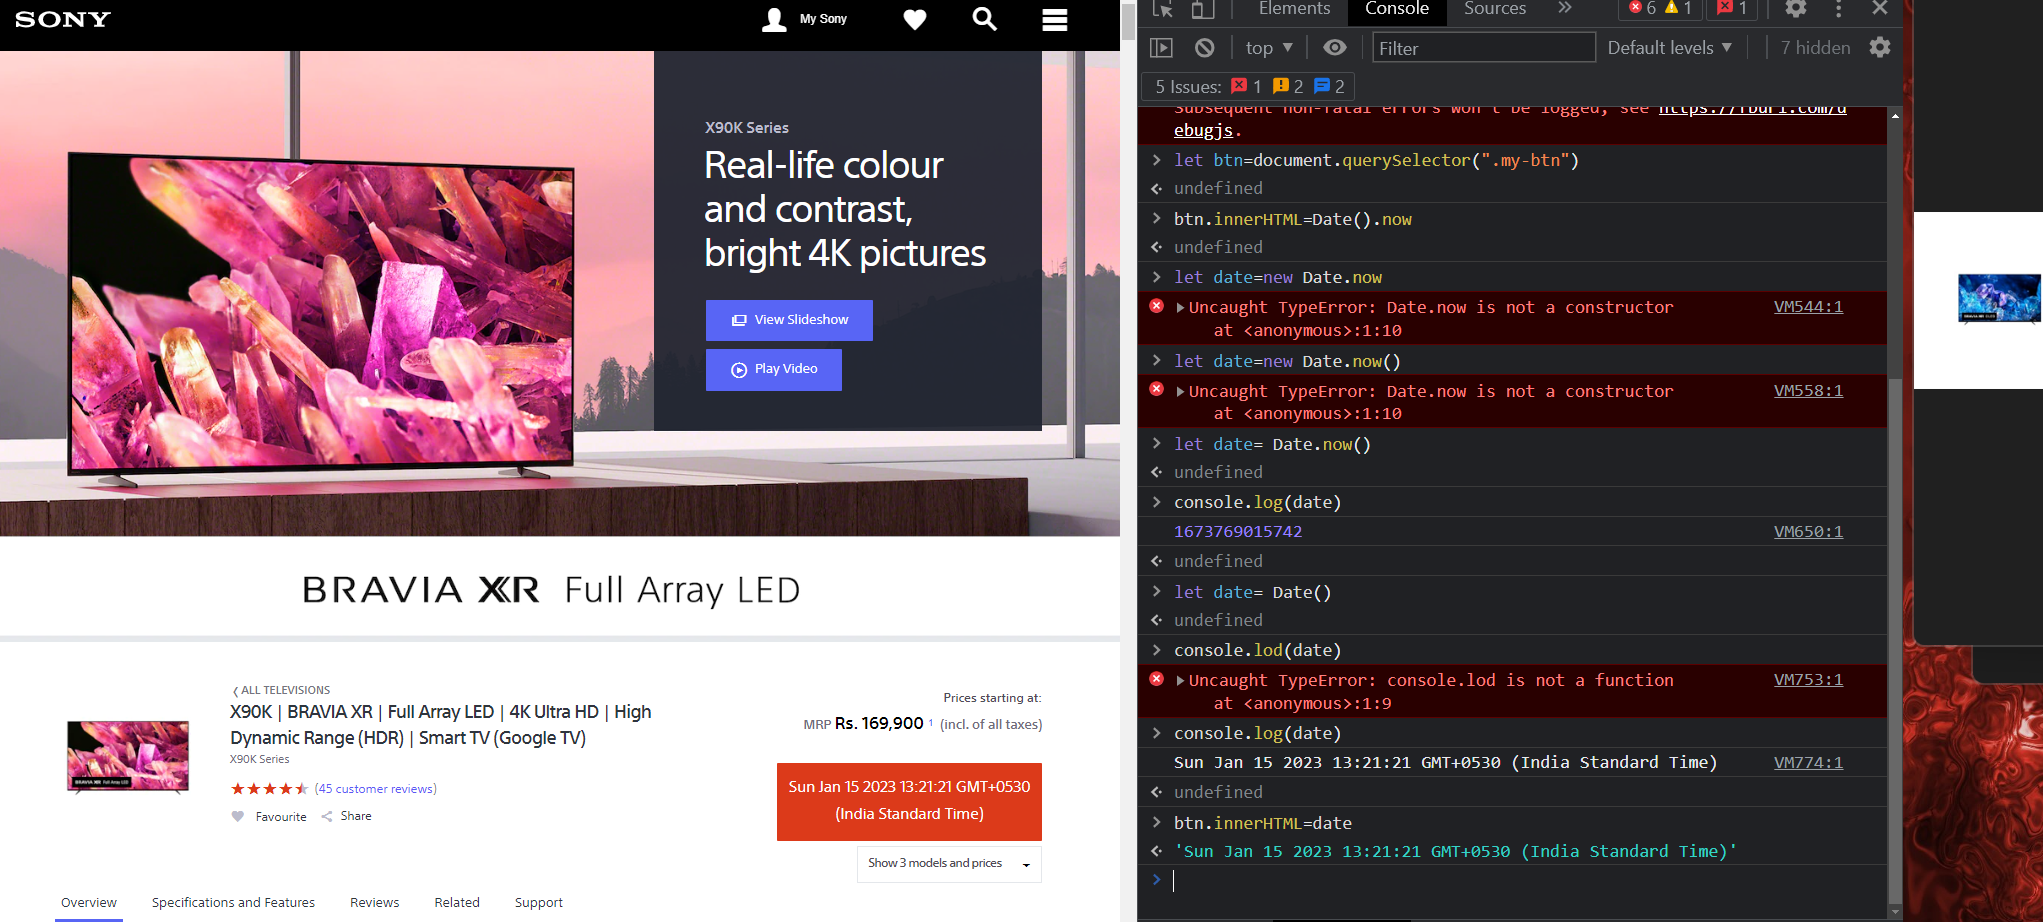 SONY
My Sony
X90K Series
Real-life colour
and contrast,
bright 4K pictures
View Slideshow
Play Video
BRAVIA XR Full Array LED
ALL TELEVISIONS
X90K | BRAVIA XR | Full Array LED | 4K Ultra HD | High
Dynamic Range (HDR) | Smart TV (Google TV)
X90K Series
(45 customer reviews)
Favourite Share
Prices starting at:
MRP Rs. 169,900 1 (incl. of all taxes)
Sun Jan 15 2023 13:21:21 GMT+0530
(India Standard Time)
Show 3 models and prices
BRAVIA XR Full Array LED
Overview Specifications and Features Reviews Related Support
Elements Console Sources » 6 1 1
top ▼ Filter Default levels ▼ 7 hidden
5 Issues: 1 2 2
Subsequent non-fatal errors won't be logged; see https://fburl.com/d
ebugjs.
let btn=document.querySelector(".my-btn")
undefined
btn.innerHTML=Date().now
undefined
let date=new Date.now
Uncaught TypeError: Date.now is not a constructor VM544:1
at <anonymous>:1:10
let date=new Date.now()
Uncaught TypeError: Date.now is not a constructor VM558:1
at <anonymous>:1:10
let date= Date.now()
undefined
console.log(date)
1673769015742 VM650:1
undefined
let date= Date()
undefined
console.lod(date)
Uncaught TypeError: console.lod is not a function VM753:1
at <anonymous>:1:9
console.log(date)
Sun Jan 15 2023 13:21:21 GMT+0530 (India Standard Time) VM774:1
undefined
btn.innerHTML=date
'Sun Jan 15 2023 13:21:21 GMT+0530 (India Standard Time)'
BRAVIA XR